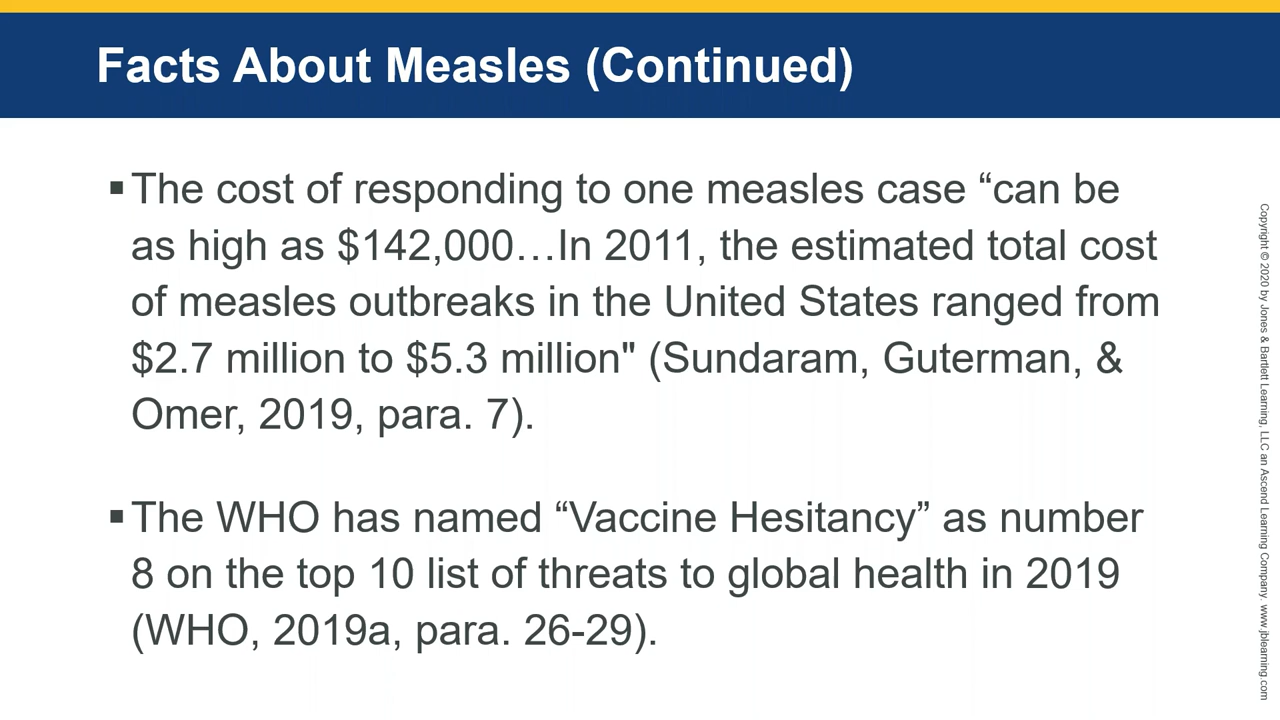 Facts About Measles (Continued)
▪The cost of responding to one measles case “can be
as high as $142,000…In 2011, the estimated total cost
of measles outbreaks in the United States ranged from
$2.7 million to $5.3 million" (Sundaram, Guterman, &
Omer, 2019, para. 7).
▪The WHO has named “Vaccine Hesitancy” as number
8 on the top 10 list of threats to global health in 2019
(WHO, 2019a, para. 26-29).
Copyright © 2020 by Jones & Bartlett Learning, LLC an Ascend Learning Company. www.jblearning.com